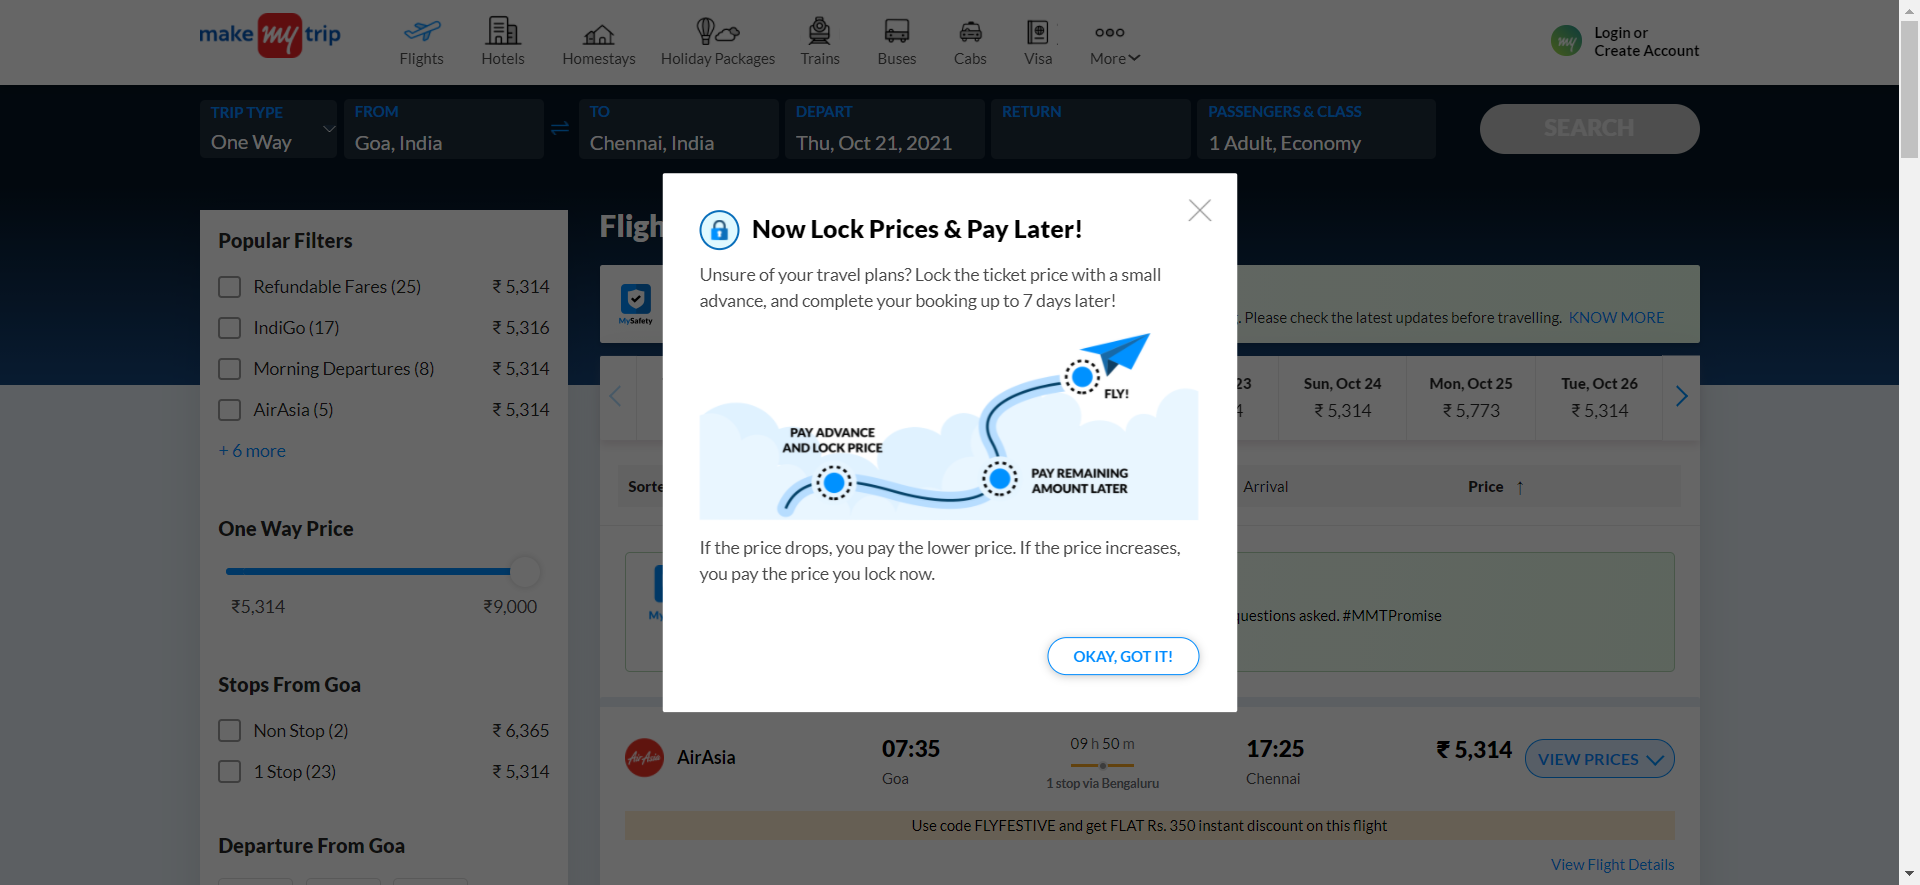 make my trip
Flights
Hotels
Homestays
Holiday Packages
Trains
Buses
Cabs
Visa
More
Login or
Create Account
my
TRIP TYPE
One Way
FROM
Goa, India
TO
Chennai, India
DEPART
Thu, Oct 21, 2021
RETURN
PASSENGERS & CLASS
1 Adult, Economy
SEARCH
Popular Filters
Refundable Fares (25) ₹ 5,314
IndiGo (17) ₹ 5,316
Morning Departures (8) ₹ 5,314
AirAsia (5) ₹ 5,314
+ 6 more
One Way Price
₹5,314 ₹9,000
Stops From Goa
Non Stop (2) ₹ 6,365
1 Stop (23) ₹ 5,314
Departure From Goa
Now Lock Prices & Pay Later!
Unsure of your travel plans? Lock the ticket price with a small
advance, and complete your booking up to 7 days later!
FLY!
PAY ADVANCE
AND LOCK PRICE
PAY REMAINING
AMOUNT LATER
If the price drops, you pay the lower price. If the price increases,
you pay the price you lock now.
OKAY, GOT IT!
Fligh
MySafety
. Please check the latest updates before travelling. KNOW MORE
23
4
Sun, Oct 24
₹ 5,314
Mon, Oct 25
₹ 5,773
Tue, Oct 26
₹ 5,314
Sorte
Arrival
Price ↑
My
questions asked. #MMTPromise
AirAsia
AirAsia
07:35
Goa
09 h 50 m
1 stop via Bengaluru
17:25
Chennai
₹ 5,314
VIEW PRICES
Use code FLYFESTIVE and get FLAT Rs. 350 instant discount on this flight
View Flight Details